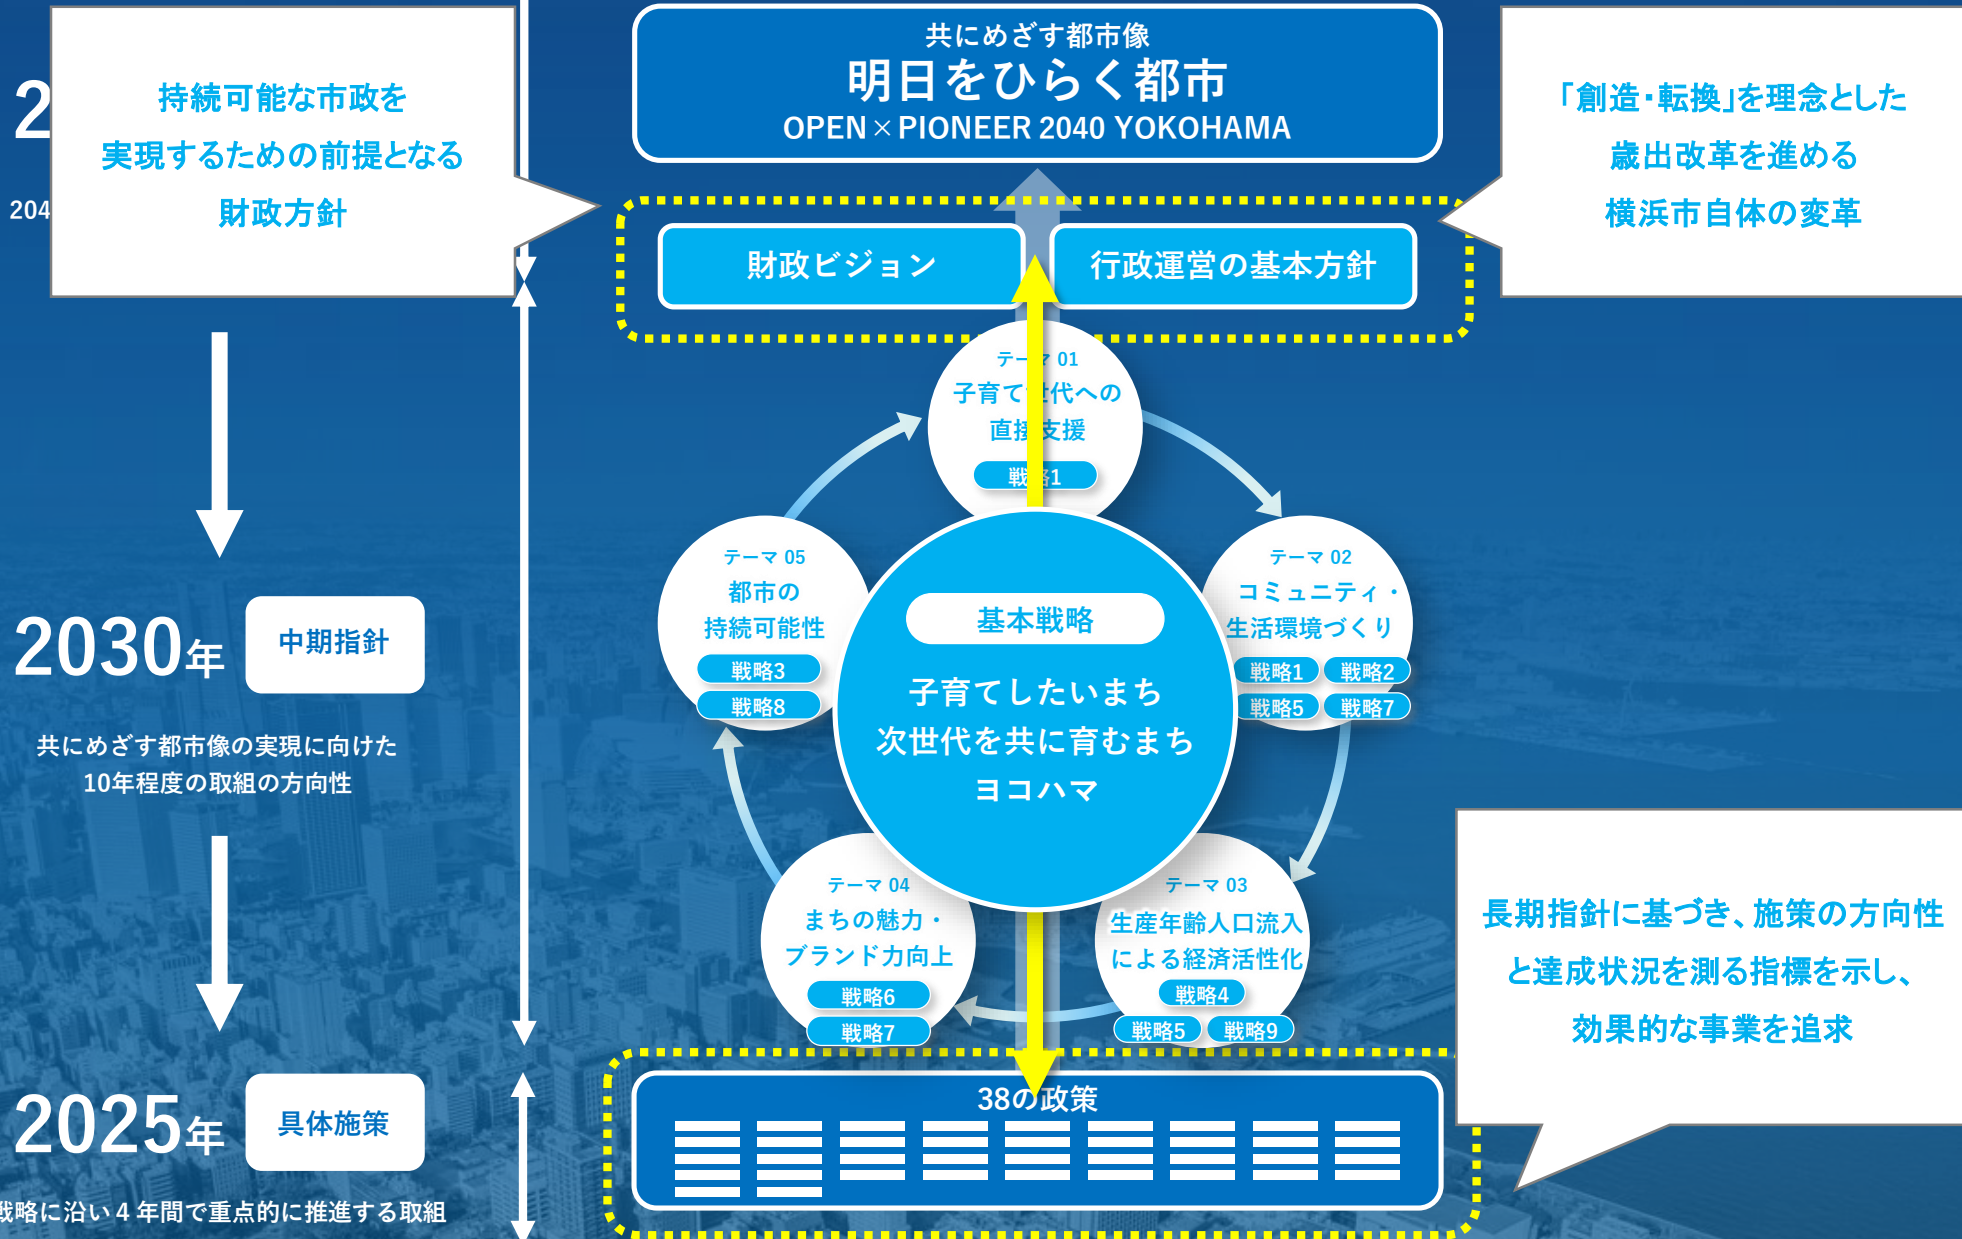 2
204
持続可能な市政を
実現するための前提となる
財政方針
共にめざす都市像
明日をひらく都市
OPEN×PIONEER 2040 YOKOHAMA
「創造・転換」を理念とした
歳出改革を進める
横浜市自体の変革
財政ビジョン
行政運営の基本方針
テーマ 01
子育て世代への
直接支援
戦略1
テーマ 05
都市の
持続可能性
戦略3
戦略8
テーマ 02
コミュニティ・
生活環境づくり
戦略1 戦略2
戦略5 戦略7
基本戦略
子育てしたいまち
次世代を共に育むまち
ヨコハマ
2030年
中期指針
共にめざす都市像の実現に向けた
10年程度の取組の方向性
テーマ 04
まちの魅力・
ブランド力向上
戦略6
戦略7
テーマ 03
生産年齢人口流入
による経済活性化
戦略4
戦略5 戦略9
長期指針に基づき、施策の方向性
と達成状況を測る指標を示し、
効果的な事業を追求
2025年
具体施策
戦略に沿い4年間で重点的に推進する取組
38の政策